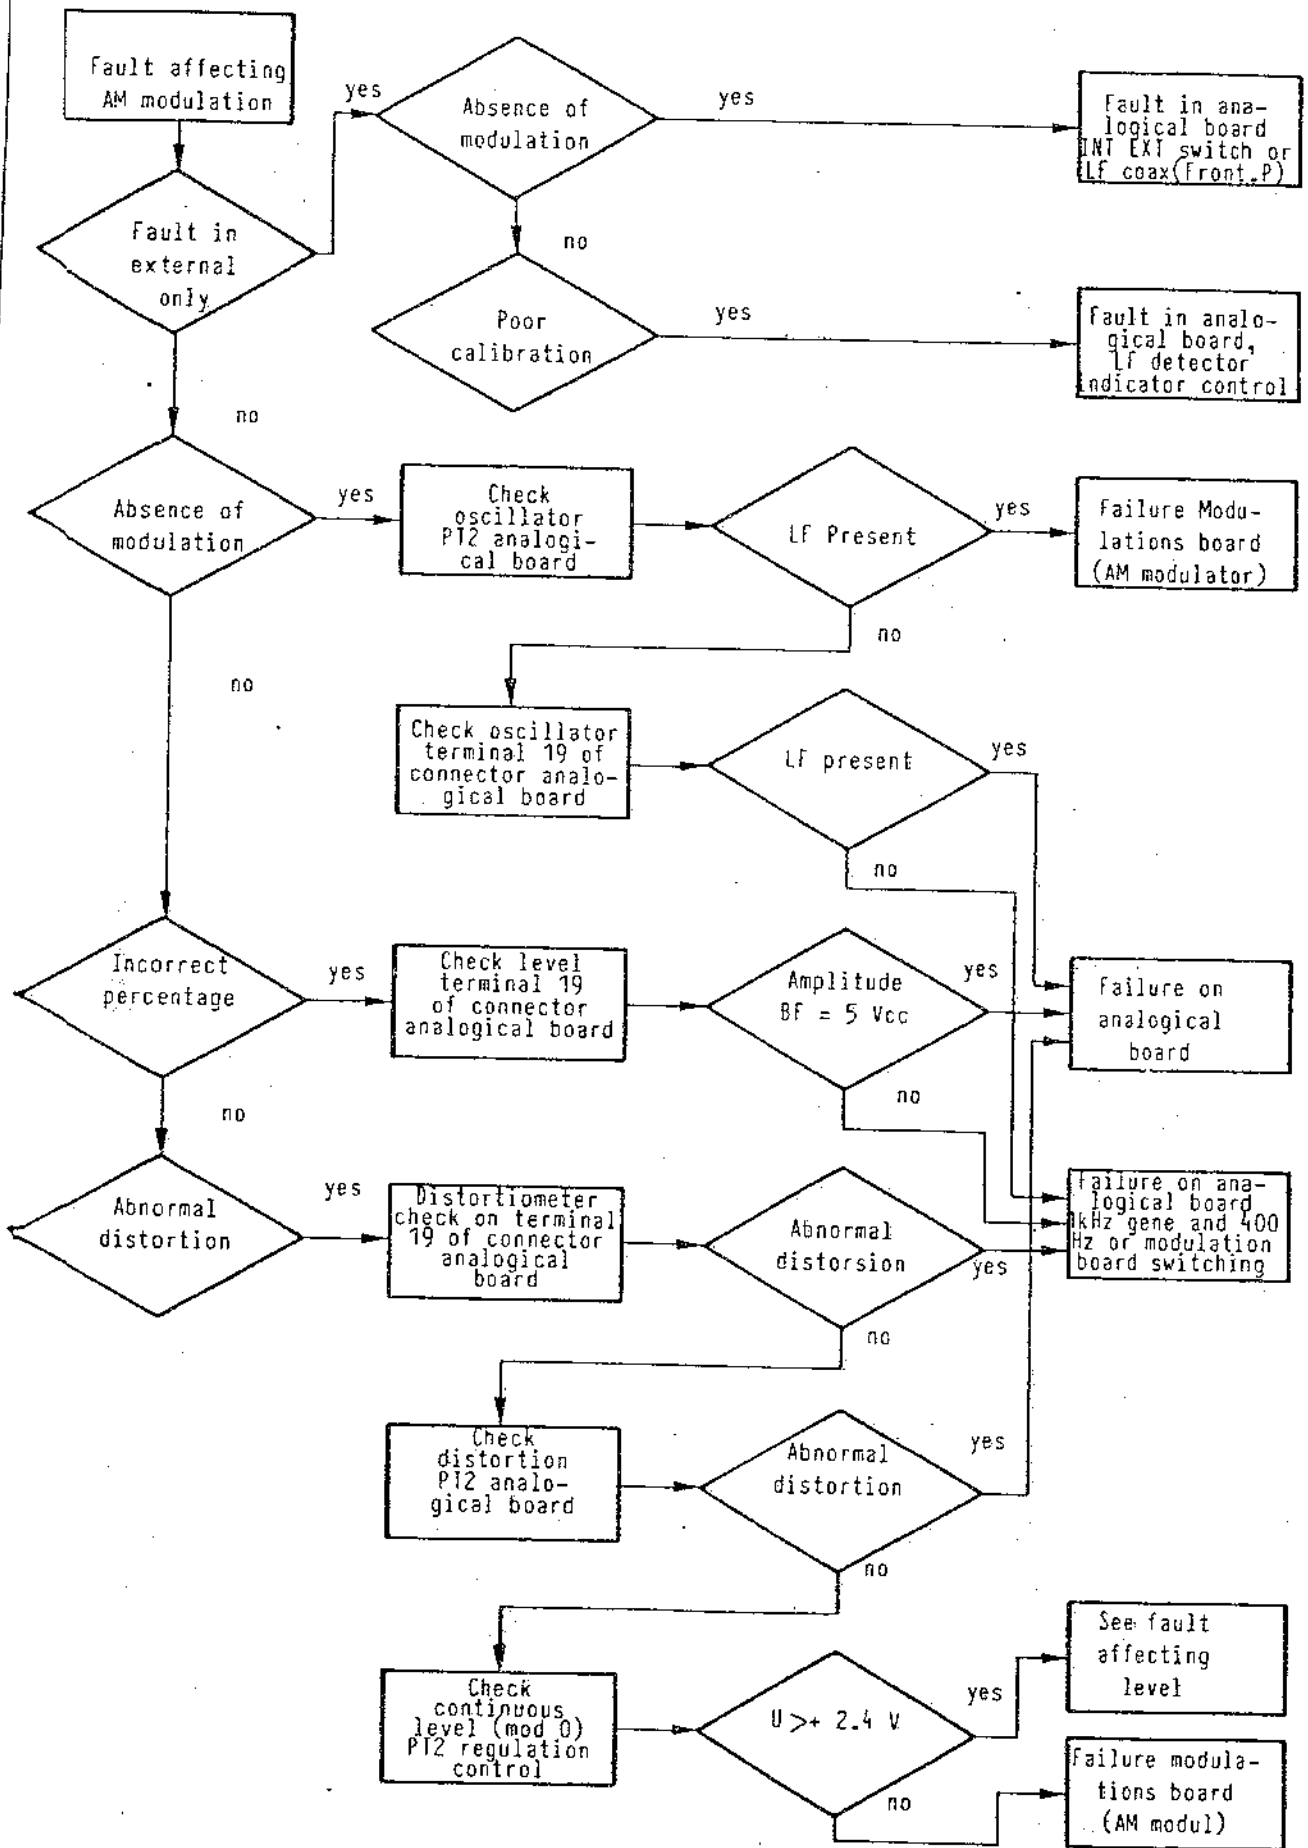 Fault affecting
AM modulation
yes
Absence of
modulation
yes
Fault in ana-
logical board
INT EXT switch or
Lf coax(Front.P)
Fault in
external
only
no
Poor
calibration
yes
Fault in analo-
gical board,
LF detector
indicator control
no
Absence of
modulation
yes
Check
oscillator
PT2 analogi-
cal board
LF Present
yes
Failure Modu-
lations board
(AM modulator)
no
no
Check oscillator
terminal 19 of
connector analo-
gical board
LF present
yes
no
Incorrect
percentage
yes
Check level
terminal 19
of connector
analogical board
Amplitude
BF = 5 Vcc
yes
Failure on
analogical
board
no
no
Abnormal
distortion
yes
Distortiometer
check on terminal
19 of connector
analogical
board
Abnormal
distorsion
yes
Failure on ana-
logical board
1kHz gene and 400
Hz or modulation
board switching
no
Check
distortion
PT2 analo-
gical board
Abnormal
distortion
yes
no
Check
continuous
level (mod 0)
PT2 regulation
control
U >+ 2.4 V
yes
See fault
affecting
level
no
Failure modula-
tions board
(AM modul)